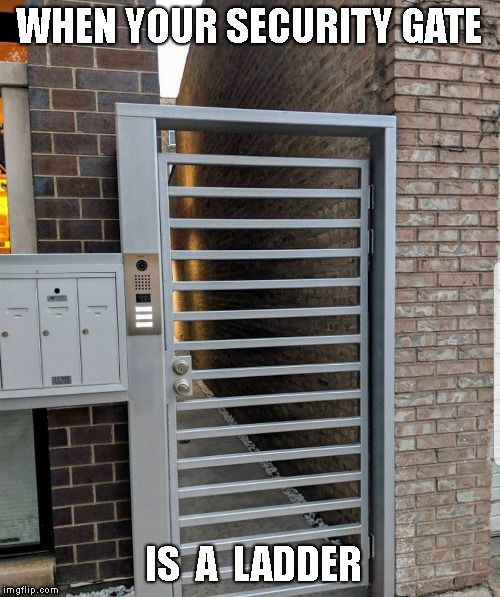 WHEN YOUR SECURITY GATE
IS A LADDER
imgflip.com